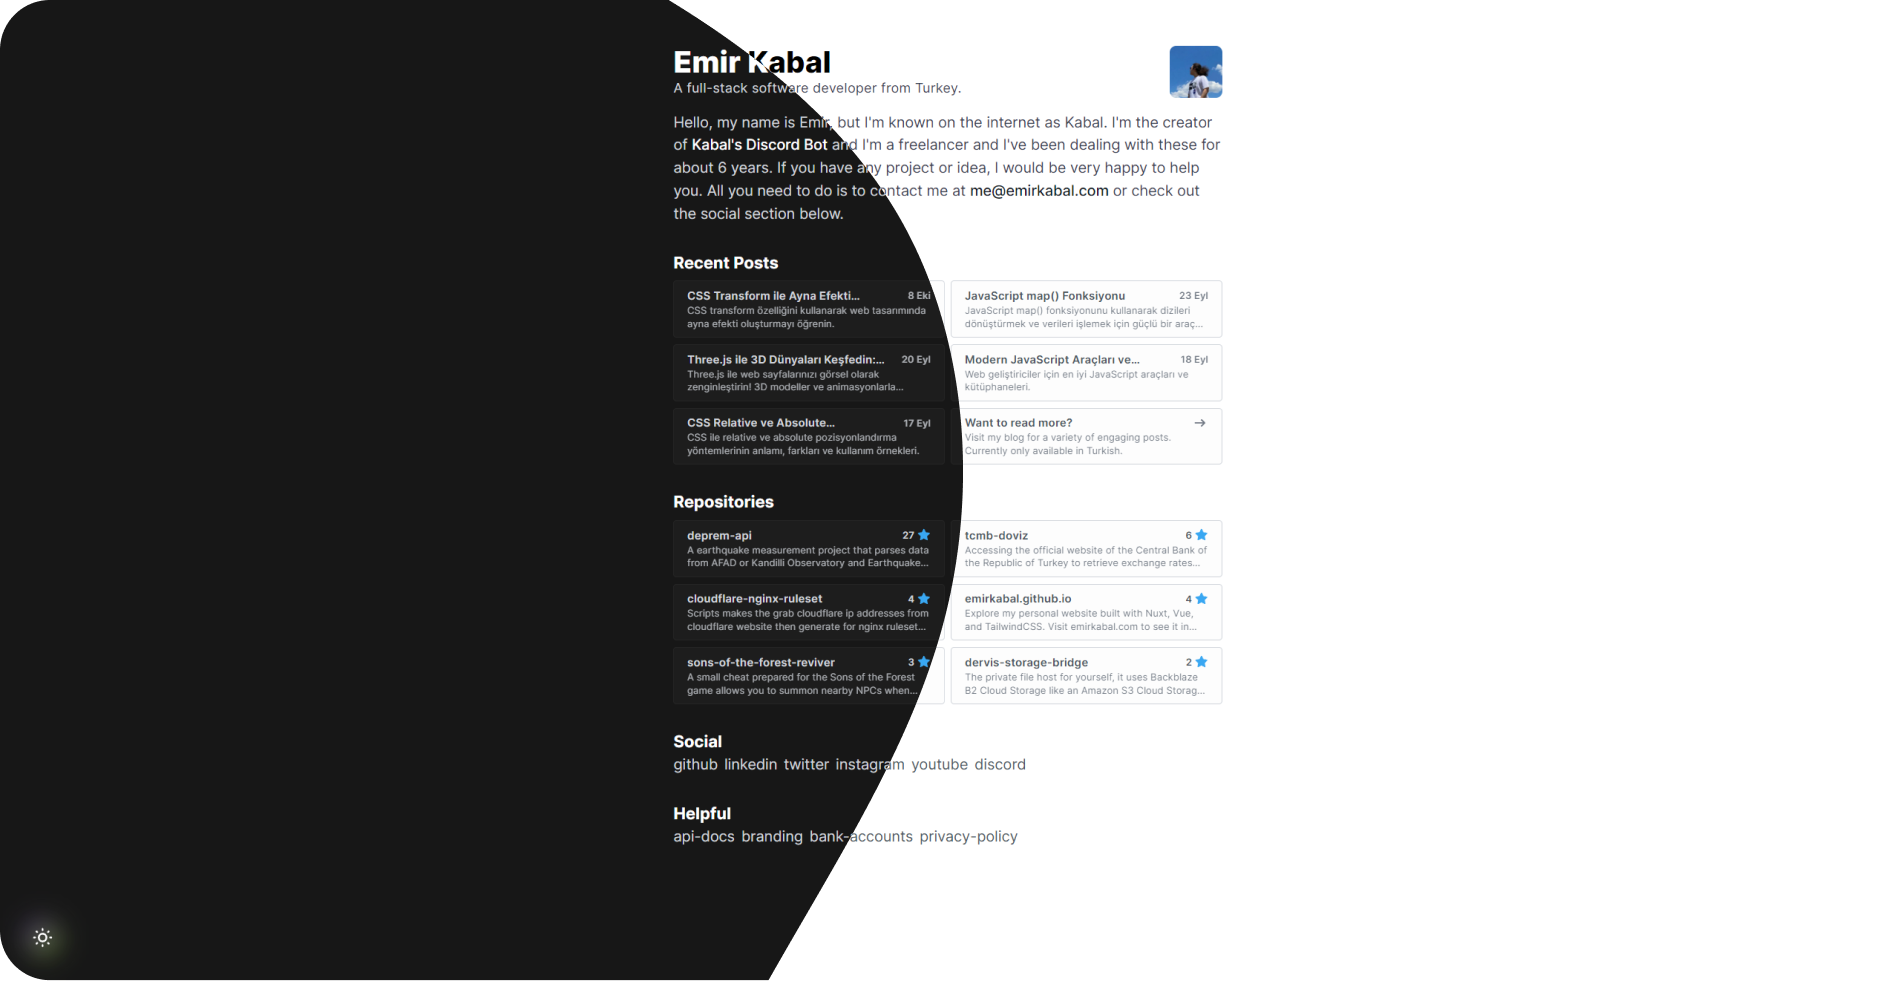 Emir Kabal
A full-stack software developer from Turkey.
Hello, my name is Emir, but I'm known on the internet as Kabal. I'm the creator
of Kabal's Discord Bot and I'm a freelancer and I've been dealing with these for
about 6 years. If you have any project or idea, I would be very happy to help
you. All you need to do is to contact me at me@emirkabal.com or check out
the social section below.
Recent Posts
CSS Transform ile Ayna Efekti... 8 Eki
CSS transform özelliğini kullanarak web tasarımında
ayna efekti oluşturmayı öğrenin.
JavaScript map() Fonksiyonu 23 Eyl
JavaScript map() fonksiyonunu kullanarak dizileri
dönüştürmek ve verileri işlemek için güçlü bir araç...
Three.js ile 3D Dünyaları Keşfedin:... 20 Eyl
Three.js ile web sayfalarınızı görsel olarak
zenginleştirin! 3D modeller ve animasyonlarla...
Modern JavaScript Araçları ve... 18 Eyl
Web geliştiriciler için en iyi JavaScript araçları ve
kütüphaneleri.
CSS Relative ve Absolute... 17 Eyl
CSS ile relative ve absolute pozisyonlandırma
yöntemlerinin anlamı, farkları ve kullanım örnekleri.
Want to read more? →
Visit my blog for a variety of engaging posts.
Currently only available in Turkish.
Repositories
deprem-api 27
A earthquake measurement project that parses data
from AFAD or Kandilli Observatory and Earthquake...
tcmb-doviz 6
Accessing the official website of the Central Bank of
the Republic of Turkey to retrieve exchange rates...
cloudflare-nginx-ruleset 4
Scripts makes the grab cloudflare ip addresses from
cloudflare website then generate for nginx ruleset...
emirkabal.github.io 4
Explore my personal website built with Nuxt, Vue,
and TailwindCSS. Visit emirkabal.com to see it in...
sons-of-the-forest-reviver 3
A small cheat prepared for the Sons of the Forest
game allows you to summon nearby NPCs when...
dervis-storage-bridge 2
The private file host for yourself, it uses Backblaze
B2 Cloud Storage like an Amazon S3 Cloud Storag...
Social
github linkedin twitter instagram youtube discord
Helpful
api-docs branding bank-accounts privacy-policy